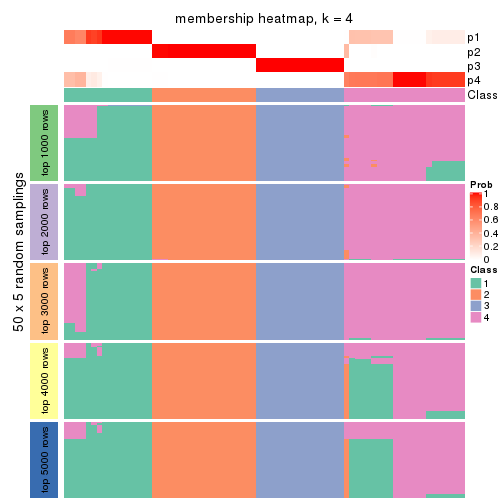 membership heatmap, k = 4
p1
p2
p3
p4
Class
50 x 5 random samplings
top 1000 rows
top 2000 rows
top 3000 rows
top 4000 rows
top 5000 rows
Prob
1
0.8
0.6
0.4
0.2
0
Class
1
2
3
4